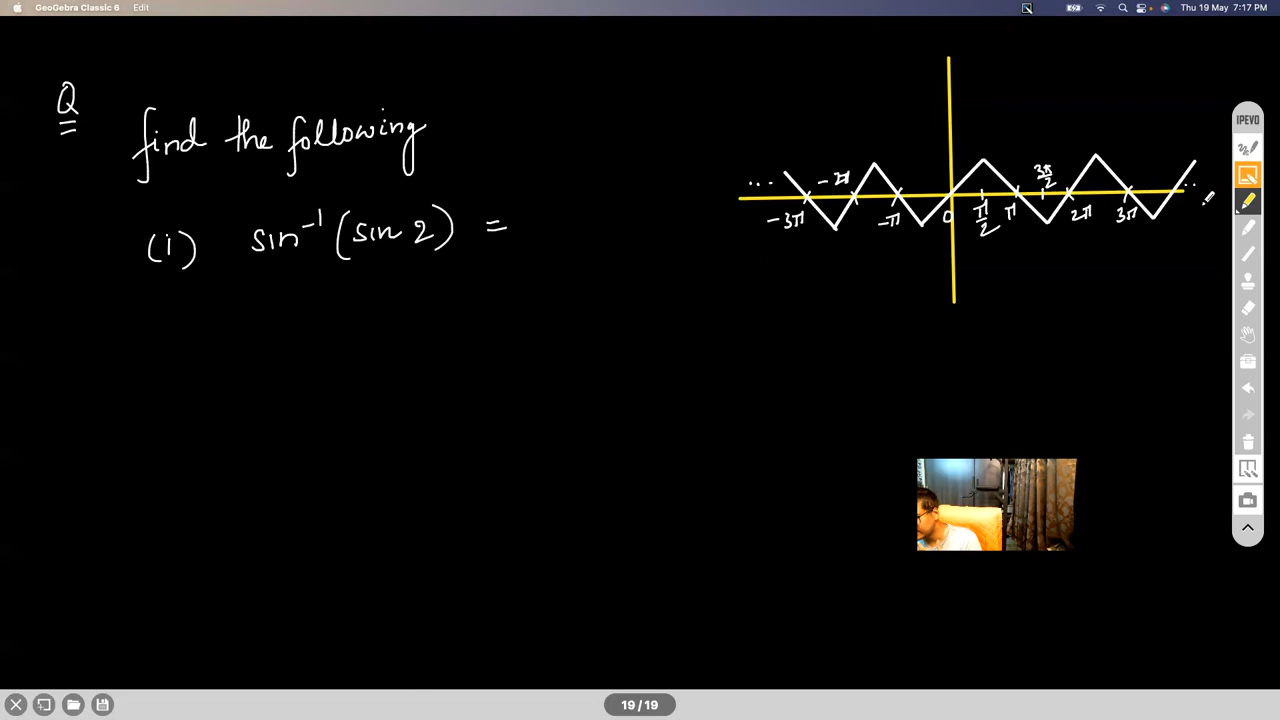 GeoGebra Classic 6 Edit Thu 19 May 7:17 PM
Q
find the following
(i) sin⁻¹(sin 2) =
... -3π -2π -π 0 π/2 π 3π/2 2π 3π ..
IPEVO
19 / 19